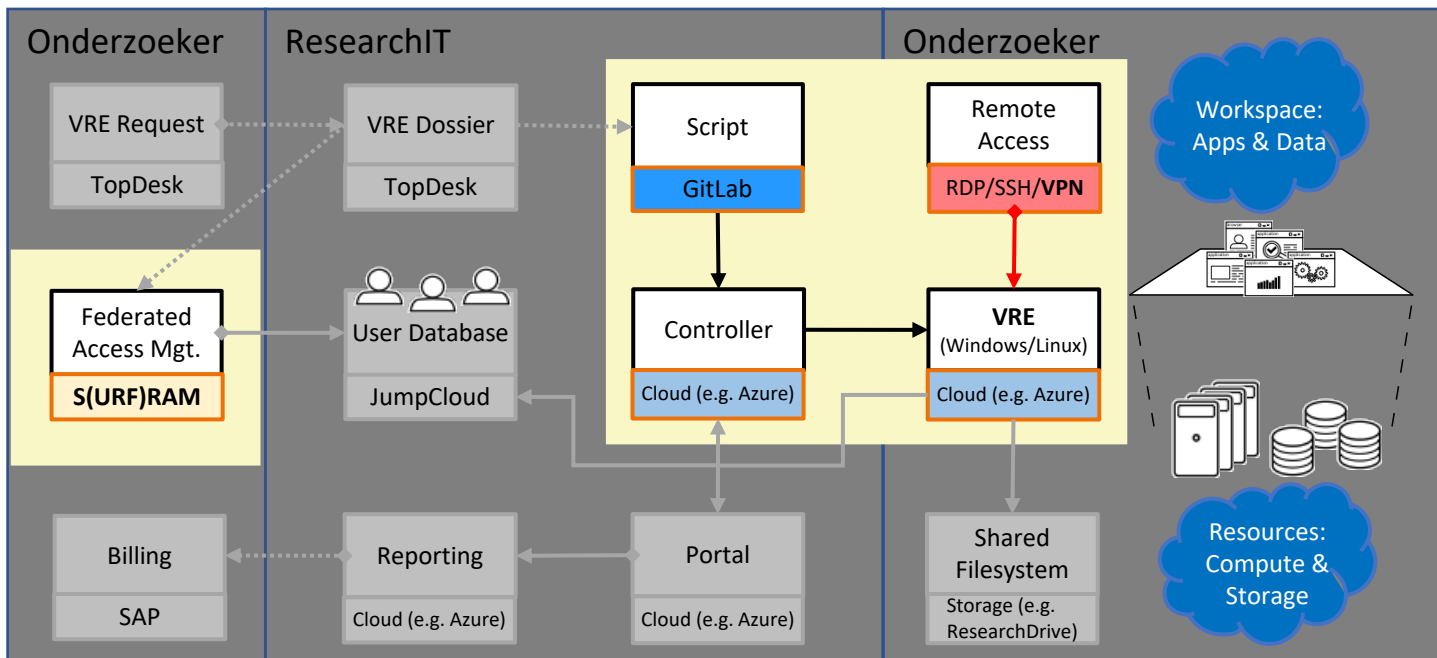 Onderzoeker
ResearchIT
Onderzoeker
VRE Request
TopDesk
VRE Dossier
TopDesk
Script
GitLab
Remote
Access
RDP/SSH/VPN
Workspace:
Apps & Data
Federated
Access Mgt.
S(URF)RAM
User Database
JumpCloud
Controller
Cloud (e.g. Azure)
VRE
(Windows/Linux)
Cloud (e.g. Azure)
Billing
SAP
Reporting
Cloud (e.g. Azure)
Portal
Cloud (e.g. Azure)
Shared
Filesystem
Storage (e.g.
ResearchDrive)
Resources:
Compute &
Storage